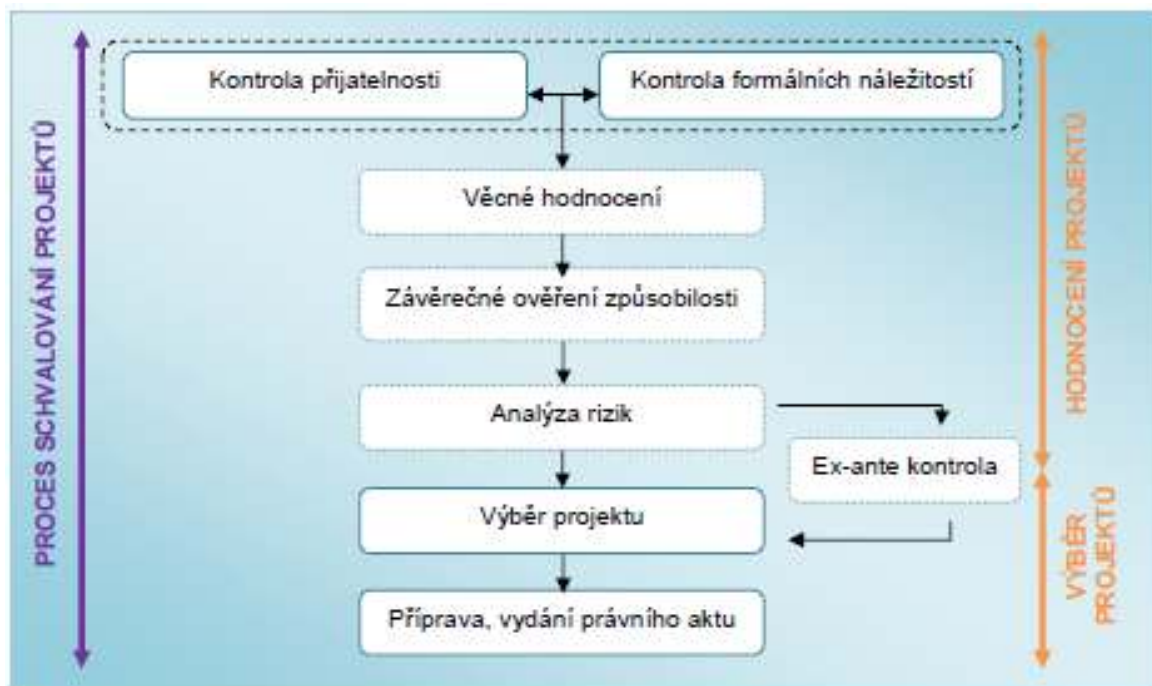 PROCES SCHVALOVÁNÍ PROJEKTŮ
Kontrola přijatelnosti
Kontrola formálních náležitostí
Věcné hodnocení
Závěrečné ověření způsobilosti
Analýza rizik
Ex-ante kontrola
Výběr projektu
Příprava, vydání právního aktu
HODNOCENÍ PROJEKTŮ
VÝBĚR
PROJEKTŮ